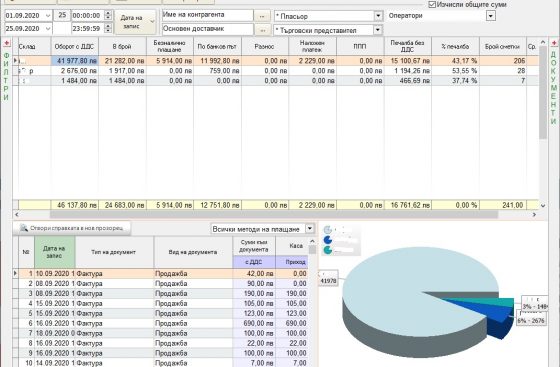 Изчисли общите суми
01.09.2020 25 00:00:00 Дата на запис Име на контрагента ... * Пласьор Оператори
25.09.2020 23:59:59 Основен доставчик ... * Търговски представител
ФИЛТРИ
ДОКУМЕНТИ
Склад Оборот с ДДС В брой Безналично плащане По банков път Разнос Наложен платеж ППП Печалба без ДДС % печалба Брой сметки Ср.
41 977,80 лв 21 282,00 лв 5 914,00 лв 11 992,80 лв 0,00 лв 2 229,00 лв 0,00 лв 15 100,67 лв 43,17 % 206
2 676,00 лв 1 917,00 лв 0,00 лв 759,00 лв 0,00 лв 0,00 лв 0,00 лв 1 194,26 лв 53,55 % 28
1 484,00 лв 1 484,00 лв 0,00 лв 0,00 лв 0,00 лв 0,00 лв 0,00 лв 466,69 лв 37,74 % 7
46 137,80 лв 24 683,00 лв 5 914,00 лв 12 751,80 лв 0,00 лв 2 229,00 лв 0,00 лв 16 761,62 лв 0,00 % 241,00
Отвори справката в нов прозорец Всички методи на плащане
№ Дата на запис Тип на документ Вид на документа Суми към документа Каса
с ДДС Приход
1 10.09.2020 1 Фактура Продажба 42,00 лв 0,00
2 08.09.2020 1 Фактура Продажба 90,00 лв 0,00
3 16.09.2020 1 Фактура Продажба 190,00 лв 0,00
4 16.09.2020 1 Фактура Продажба 105,00 лв 0,00
5 15.09.2020 1 Фактура Продажба 123,00 лв 0,00
6 16.09.2020 1 Фактура Продажба 690,00 лв 0,00
7 18.09.2020 0 Фактура Продажба 100,00 лв 0,00
8 16.09.2020 1 Фактура Продажба 22,00 лв 0,00
9 16.09.2020 1 Фактура Продажба 100,00 лв 0,00
10 14.09.2020 1 Фактура Продажба 7,00 лв 0,00
41978
3% - 148
6% - 2676